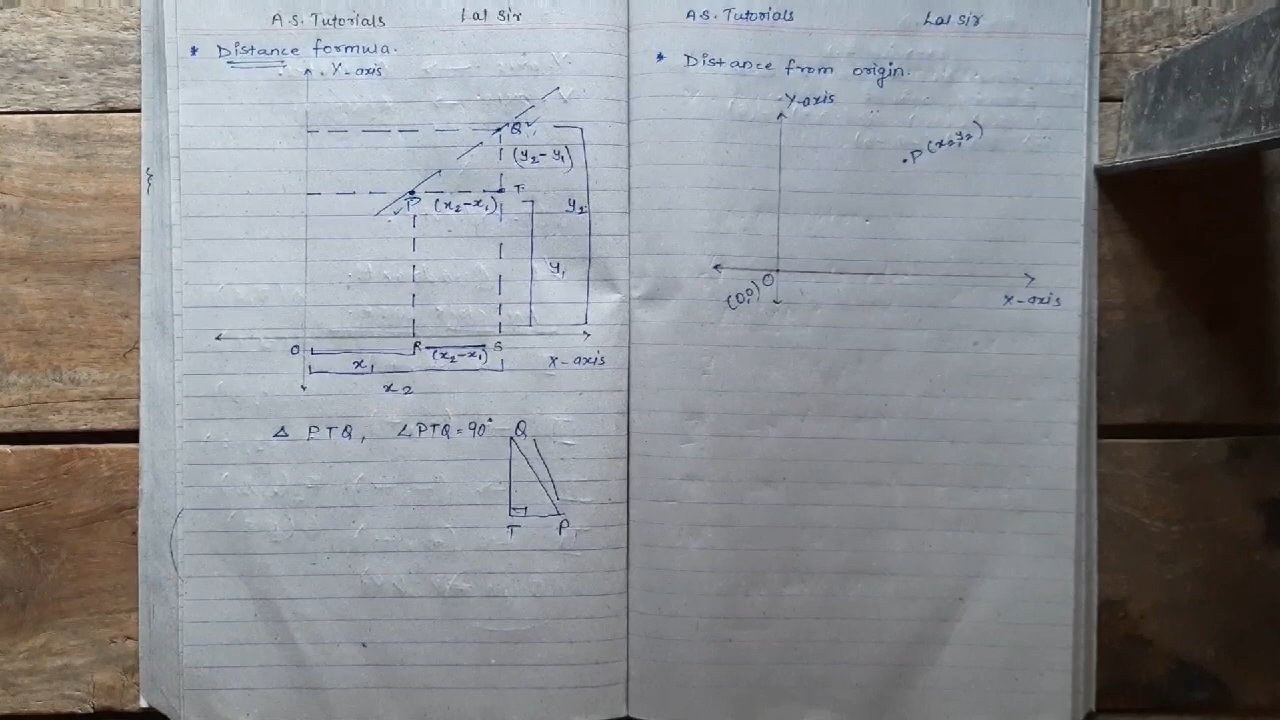 A.S. Tutorials Lal Sir
* Distance formula.
Y-axis
Q
(y₂-y₁)
P (x₂-x₁) T
y₂
y₁
O R (x₂-x₁) S
x₁ X-axis
x₂
△ PTQ, ∠PTQ = 90°
Q
T P
A.S. Tutorials Lal Sir
* Distance from origin.
Y-axis
.P(x₂,y₂)
O
(0,0)
X-axis